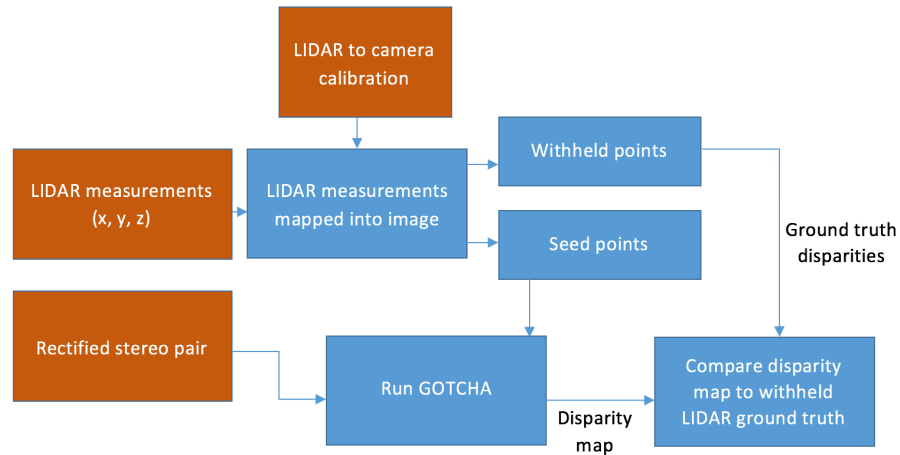 LIDAR to camera
calibration
LIDAR measurements
(x, y, z)
LIDAR measurements
mapped into image
Withheld points
Seed points
Ground truth
disparities
Rectified stereo pair
Run GOTCHA
Disparity
map
Compare disparity
map to withheld
LIDAR ground truth